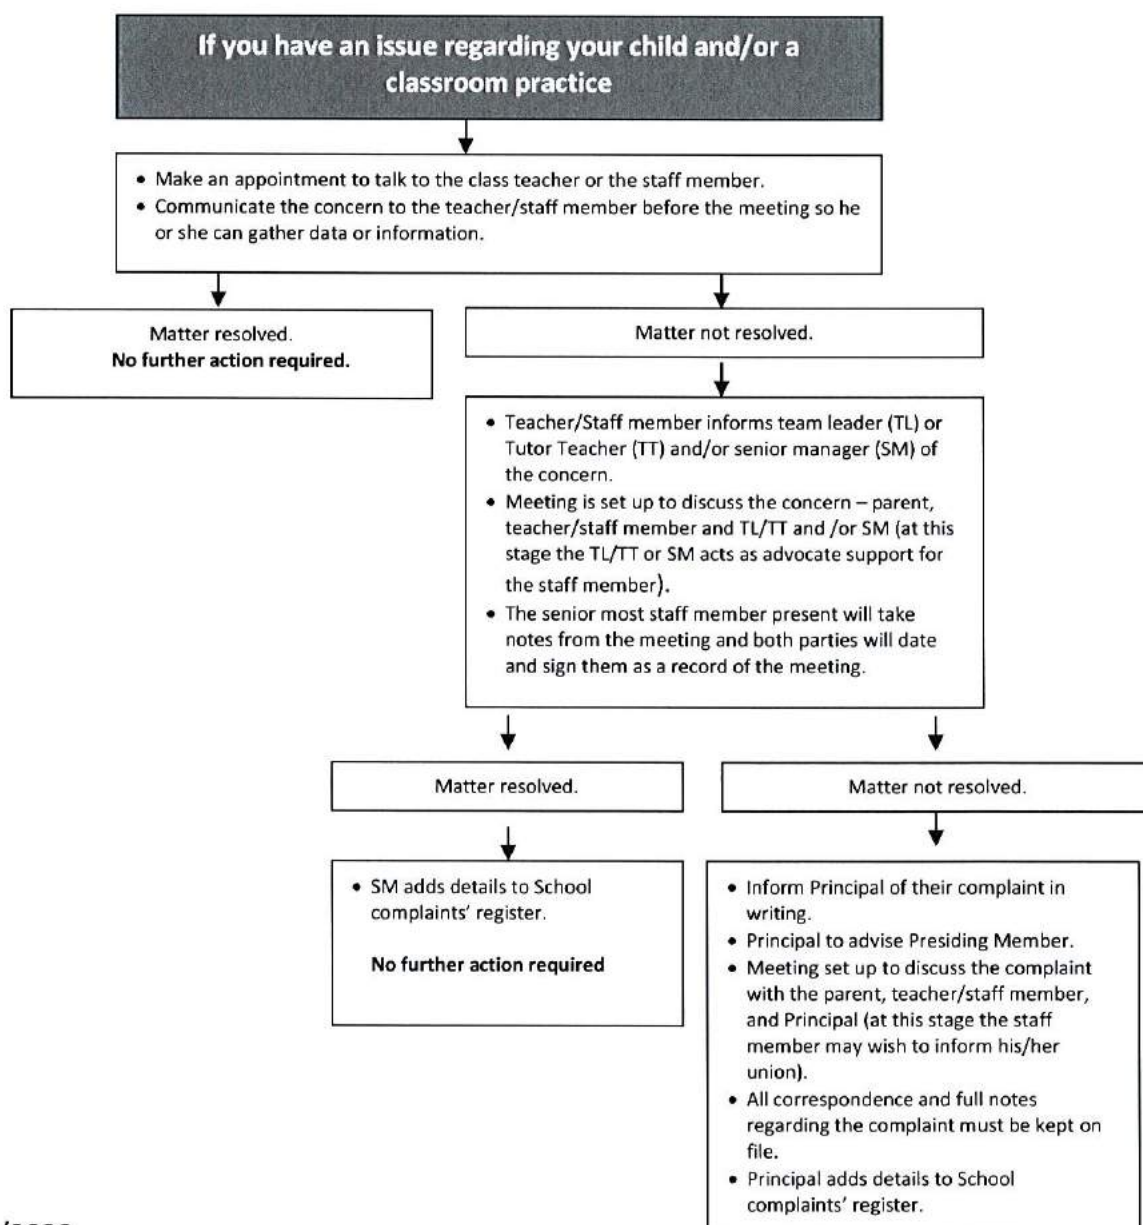 If you have an issue regarding your child and/or a
classroom practice
• Make an appointment to talk to the class teacher or the staff member.
• Communicate the concern to the teacher/staff member before the meeting so he
or she can gather data or information.
Matter resolved.
No further action required.
Matter not resolved.
• Teacher/Staff member informs team leader (TL) or
Tutor Teacher (TT) and/or senior manager (SM) of
the concern.
• Meeting is set up to discuss the concern – parent,
teacher/staff member and TL/TT and /or SM (at this
stage the TL/TT or SM acts as advocate support for
the staff member).
• The senior most staff member present will take
notes from the meeting and both parties will date
and sign them as a record of the meeting.
Matter resolved.
Matter not resolved.
• SM adds details to School
complaints' register.
No further action required
• Inform Principal of their complaint in
writing.
• Principal to advise Presiding Member.
• Meeting set up to discuss the complaint
with the parent, teacher/staff member,
and Principal (at this stage the staff
member may wish to inform his/her
union).
• All correspondence and full notes
regarding the complaint must be kept on
file.
• Principal adds details to School
complaints' register.